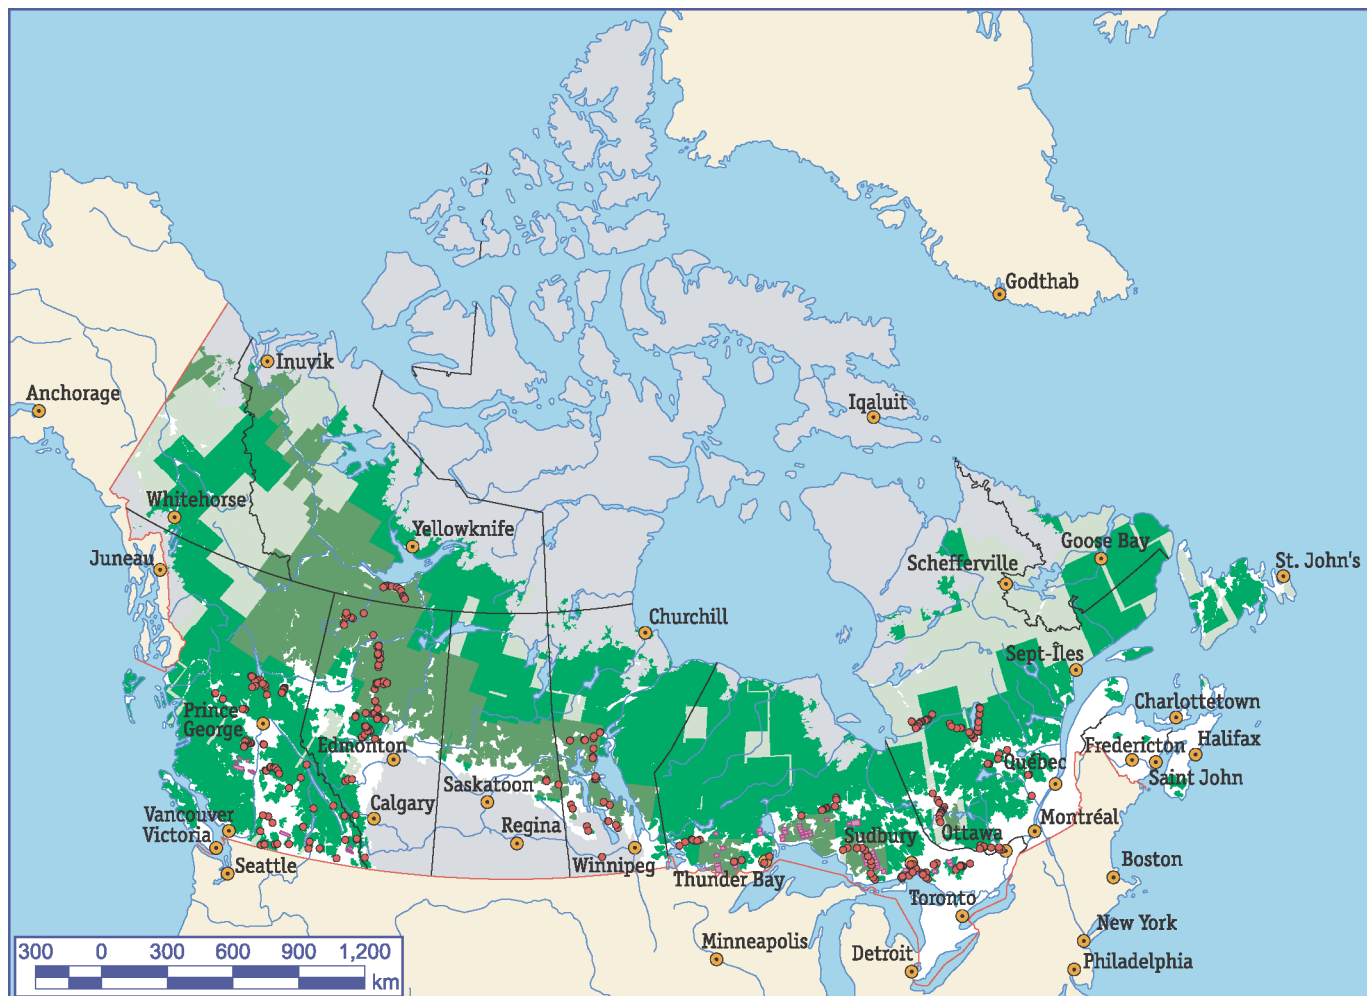 Godthab
Inuvik
Anchorage
Iqaluit
Whitehorse
Yellowknife
Goose Bay
Juneau
Schefferville
St. John's
Churchill
Sept-Îles
Charlottetown
Prince
George
Edmonton
Québec
Fredericton
Halifax
Saint John
Saskatoon
Calgary
Vancouver
Victoria
Regina
Sudbury
Ottawa
Montréal
Seattle
Winnipeg
Thunder Bay
Boston
Toronto
New York
Minneapolis
Detroit
Philadelphia
300 0 300 600 900 1,200
km